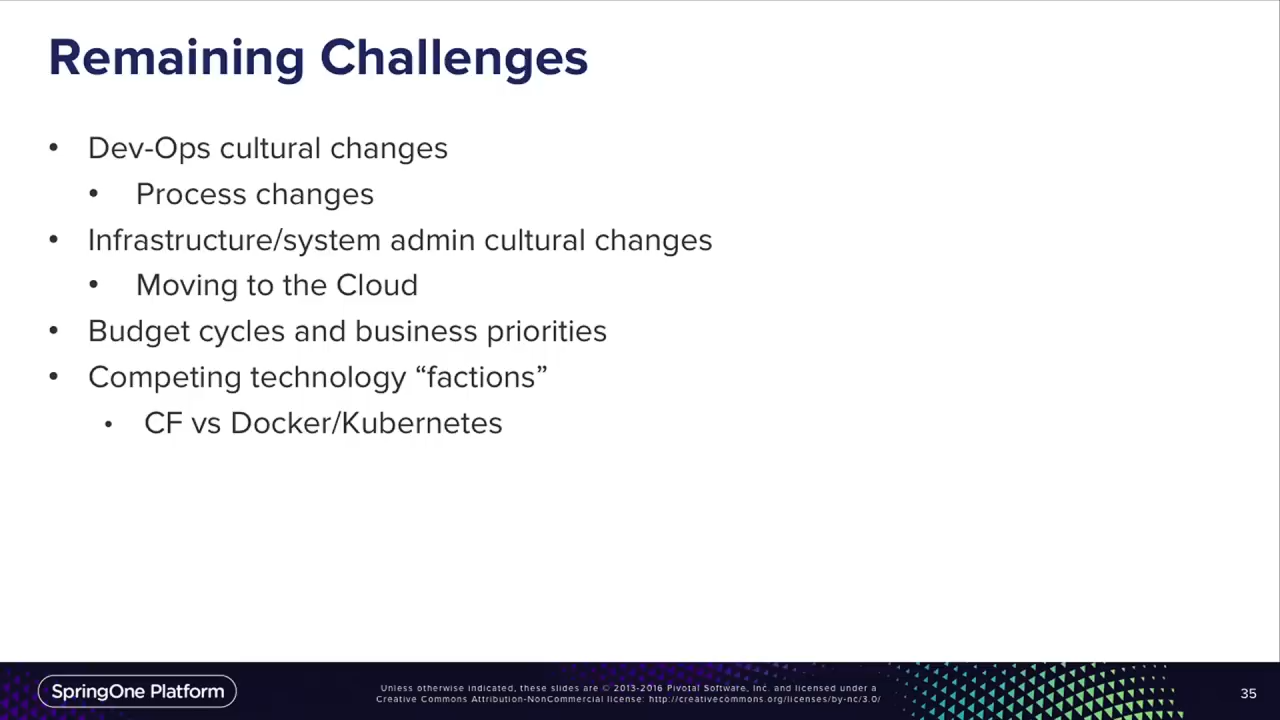 Remaining Challenges
• Dev-Ops cultural changes
• Process changes
• Infrastructure/system admin cultural changes
• Moving to the Cloud
• Budget cycles and business priorities
• Competing technology “factions”
• CF vs Docker/Kubernetes
SpringOne Platform
Unless otherwise indicated, these slides are © 2013-2016 Pivotal Software, Inc. and licensed under a
Creative Commons Attribution-NonCommercial license: http://creativecommons.org/licenses/by-nc/3.0/
35